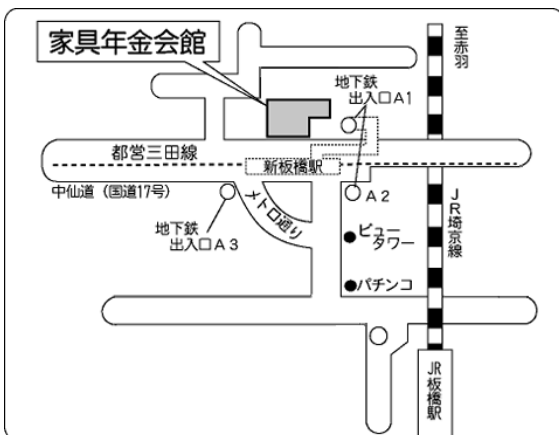 家具年金会館
至赤羽
地下鉄
出入口A1
都営三田線
新板橋駅
中仙道（国道17号）
A2
JR埼京線
地下鉄
出入口A3
メトロ通り
ビュー
タワー
パチンコ
JR板橋駅